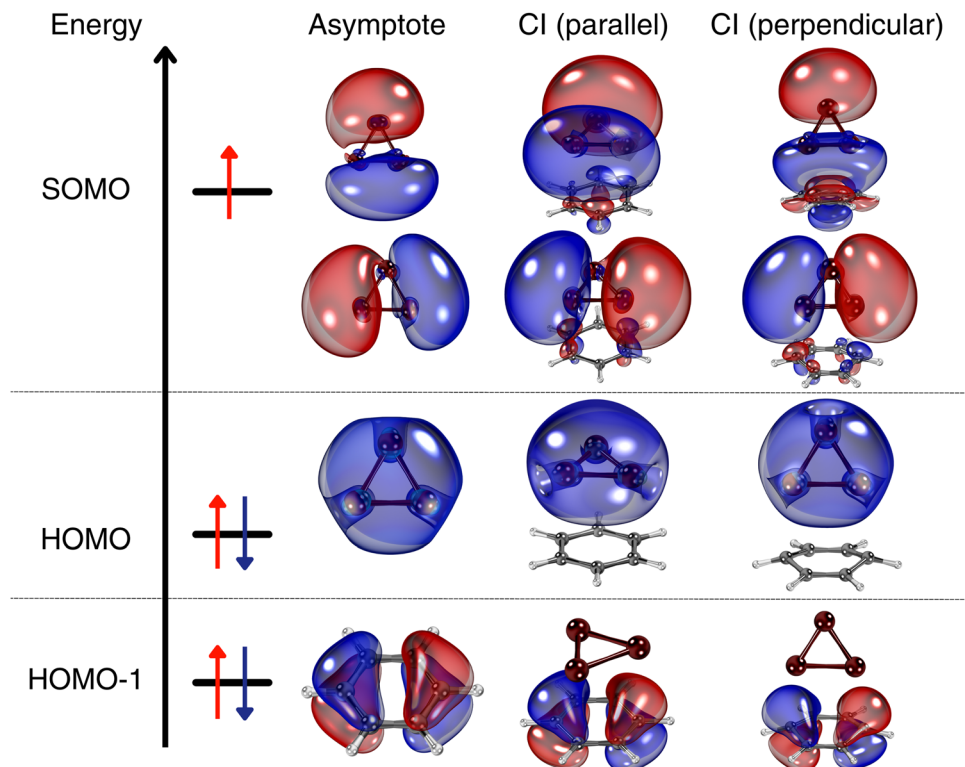 Energy
Asymptote
CI (parallel)
CI (perpendicular)
SOMO
HOMO
HOMO-1